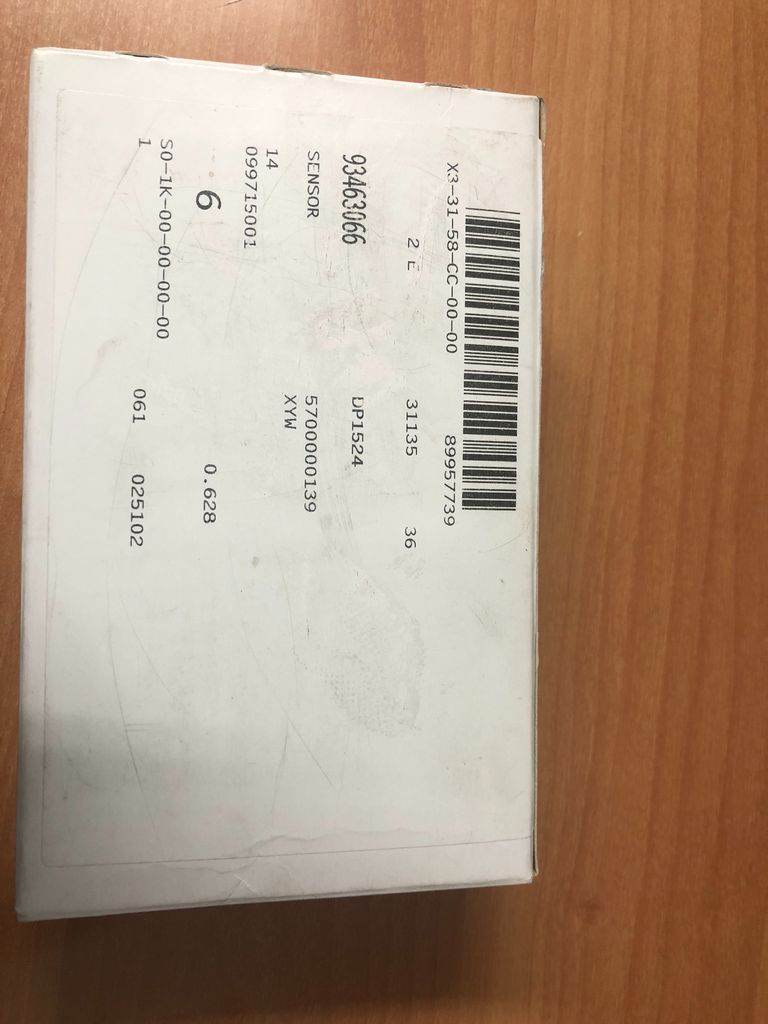 X3-31-58-CC-00-00 89957739
2 E 31135 36
93463066 DP1524
SENSOR 5700000139
XYW
14
099715001
6 0.628
S0-1K-00-00-00-00
1 061 025102